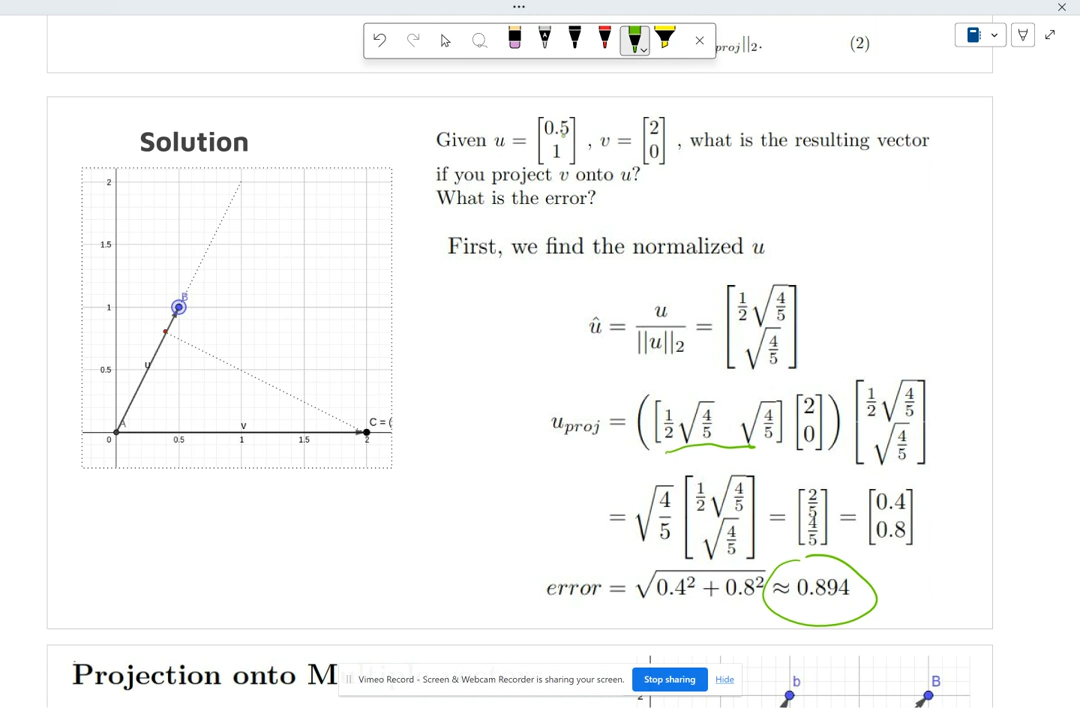 proj||₂. (2)
Solution
Given u = [0.5 1], v = [2 0], what is the resulting vector
if you project v onto u?
What is the error?
First, we find the normalized u
û = u/||u||₂ = [½√(4/5) √(4/5)]
u_proj = ([½√(4/5) √(4/5)] [2 0]) [½√(4/5) √(4/5)]
= √(4/5) [½√(4/5) √(4/5)] = [2/5 4/5] = [0.4 0.8]
error = √(0.4² + 0.8²) ≈ 0.894
2
1.5
1
B
0.5
u
A
v
C = (
0 0.5 1 1.5 2
Projection onto M
Vimeo Record - Screen & Webcam Recorder is sharing your screen.
Stop sharing
Hide
b
B
2